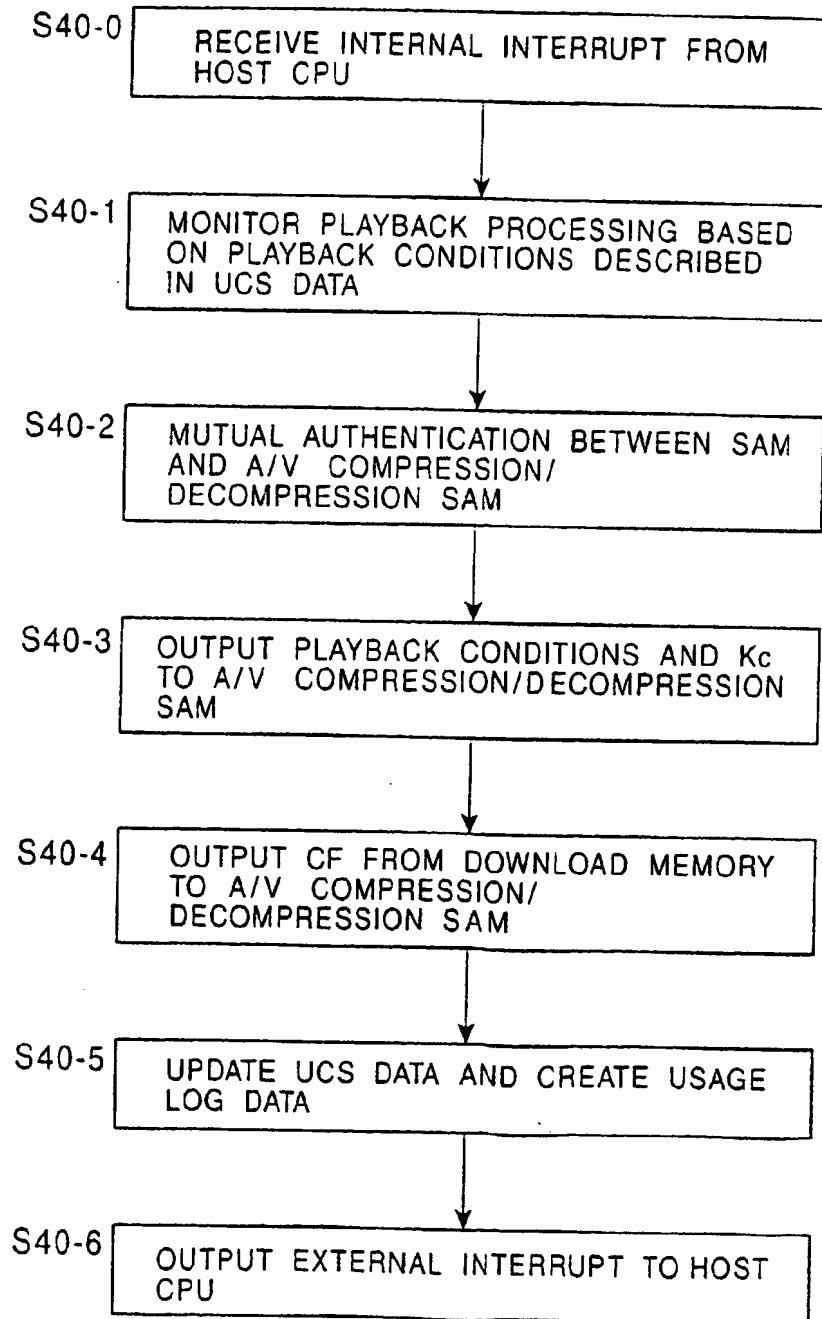 S40-0
RECEIVE INTERNAL INTERRUPT FROM
HOST CPU
S40-1
MONITOR PLAYBACK PROCESSING BASED
ON PLAYBACK CONDITIONS DESCRIBED
IN UCS DATA
S40-2
MUTUAL AUTHENTICATION BETWEEN SAM
AND A/V COMPRESSION/
DECOMPRESSION SAM
S40-3
OUTPUT PLAYBACK CONDITIONS AND Kc
TO A/V COMPRESSION/DECOMPRESSION
SAM
S40-4
OUTPUT CF FROM DOWNLOAD MEMORY
TO A/V COMPRESSION/
DECOMPRESSION SAM
S40-5
UPDATE UCS DATA AND CREATE USAGE
LOG DATA
S40-6
OUTPUT EXTERNAL INTERRUPT TO HOST
CPU